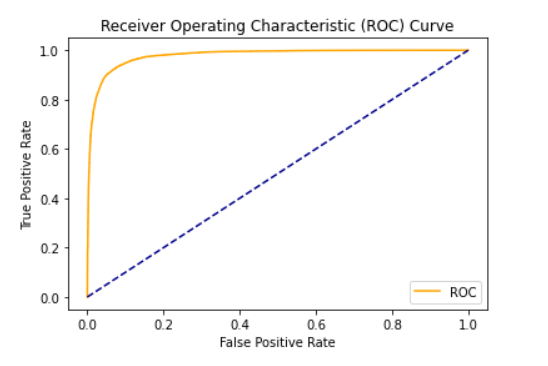 Receiver Operating Characteristic (ROC) Curve
1.0
0.8
0.6
0.4
0.2
0.0
True Positive Rate
ROC
0.0 0.2 0.4 0.6 0.8 1.0
False Positive Rate